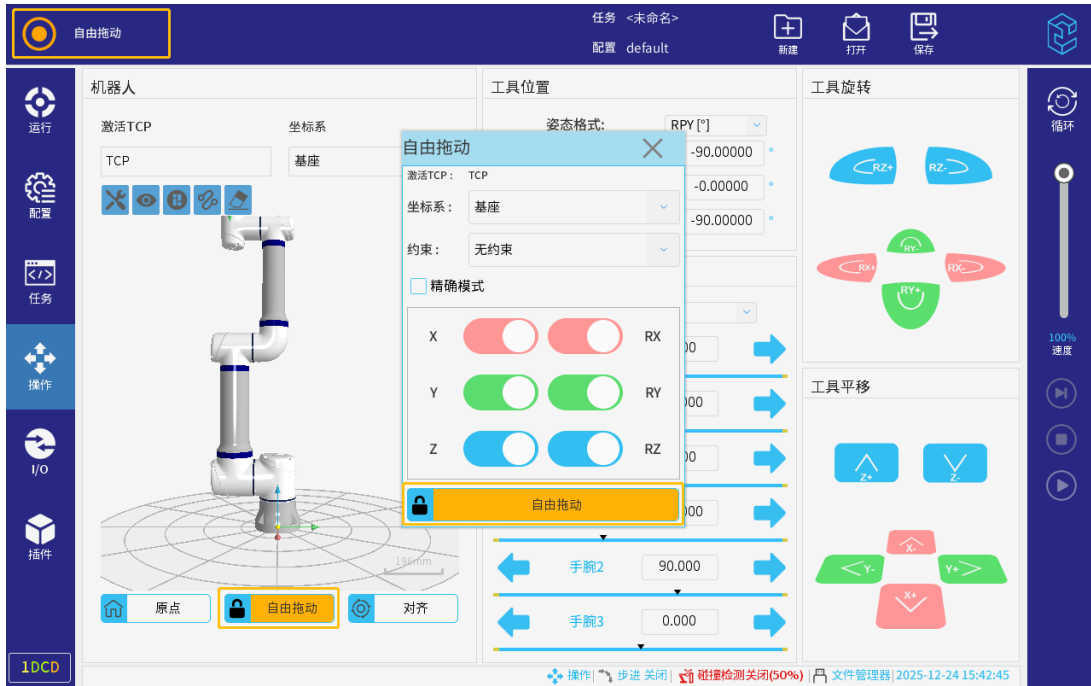 自由拖动
任务 <未命名>
配置 default
新建
打开
保存
运行
配置
任务
操作
I/O
插件
1DCD
机器人
激活TCP
坐标系
TCP
基座
196mm
原点
自由拖动
对齐
自由拖动
激活TCP： TCP
坐标系： 基座
约束： 无约束
精确模式
X RX
Y RY
Z RZ
自由拖动
工具位置
姿态格式: RPY [°]
-90.00000 °
-0.00000 °
-90.00000 °
00
000
00
000
手腕2 90.000
手腕3 0.000
工具旋转
RZ+ RZ-
RY-
RX+ RX-
RY+
工具平移
Z+ Z-
X-
Y- Y+
X+
循环
100%
速度
操作| 步进 关闭| 碰撞检测关闭(50%) | 文件管理器| 2025-12-24 15:42:45